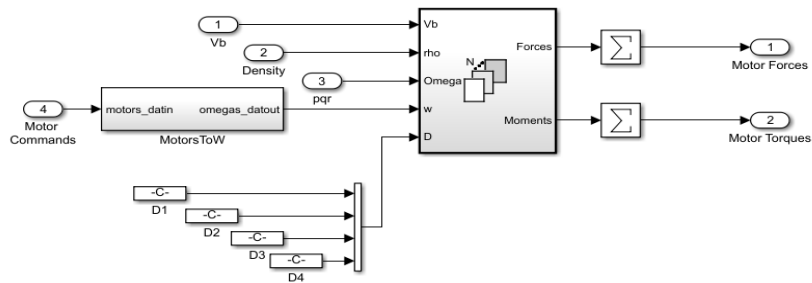 1
Vb
2
Density
3
pqr
4
Motor
Commands
motors_datin
omegas_datout
MotorsToW
Vb
rho
Omega
w
D
N
Forces
Moments
∑
∑
1
Motor Forces
2
Motor Torques
-C-
D1
-C-
D2
-C-
D3
-C-
D4